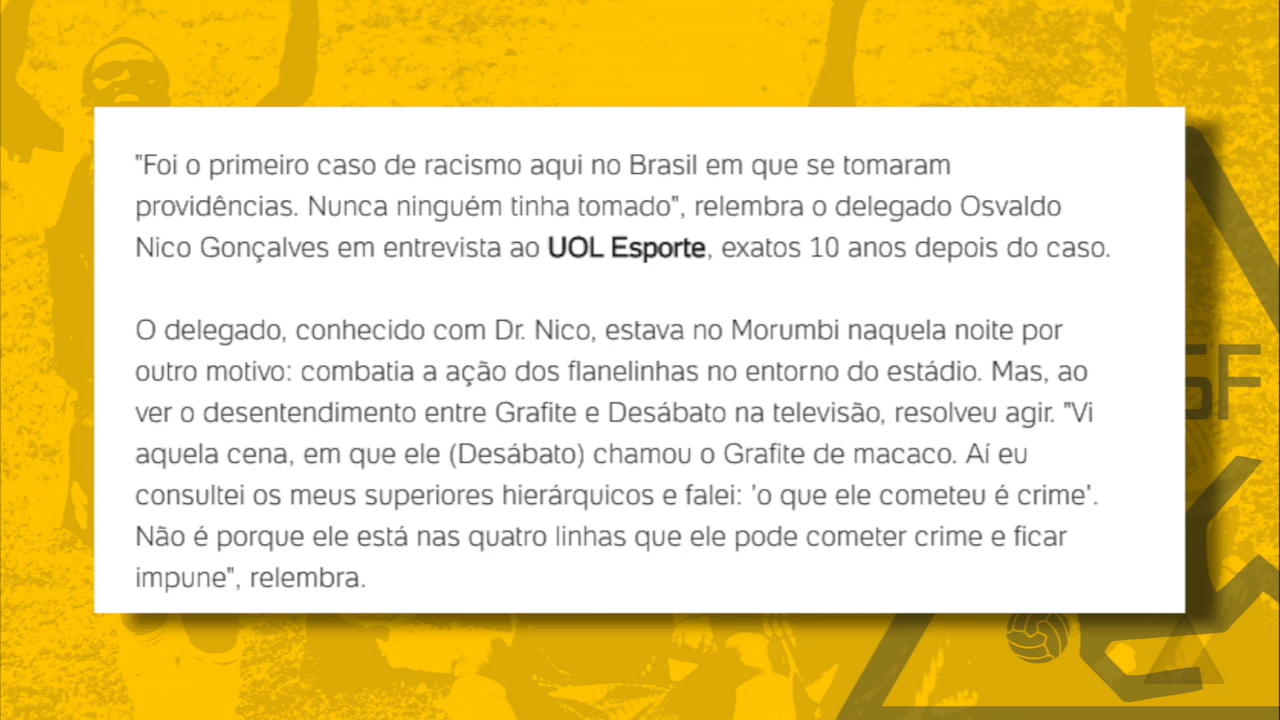 "Foi o primeiro caso de racismo aqui no Brasil em que se tomaram
providências. Nunca ninguém tinha tomado", relembra o delegado Osvaldo
Nico Gonçalves em entrevista ao UOL Esporte, exatos 10 anos depois do caso.
O delegado, conhecido com Dr. Nico, estava no Morumbi naquela noite por
outro motivo: combatia a ação dos flanelinhas no entorno do estádio. Mas, ao
ver o desentendimento entre Grafite e Desábato na televisão, resolveu agir. "Vi
aquela cena, em que ele (Desábato) chamou o Grafite de macaco. Aí eu
consultei os meus superiores hierárquicos e falei: 'o que ele cometeu é crime'.
Não é porque ele está nas quatro linhas que ele pode cometer crime e ficar
impune", relembra.